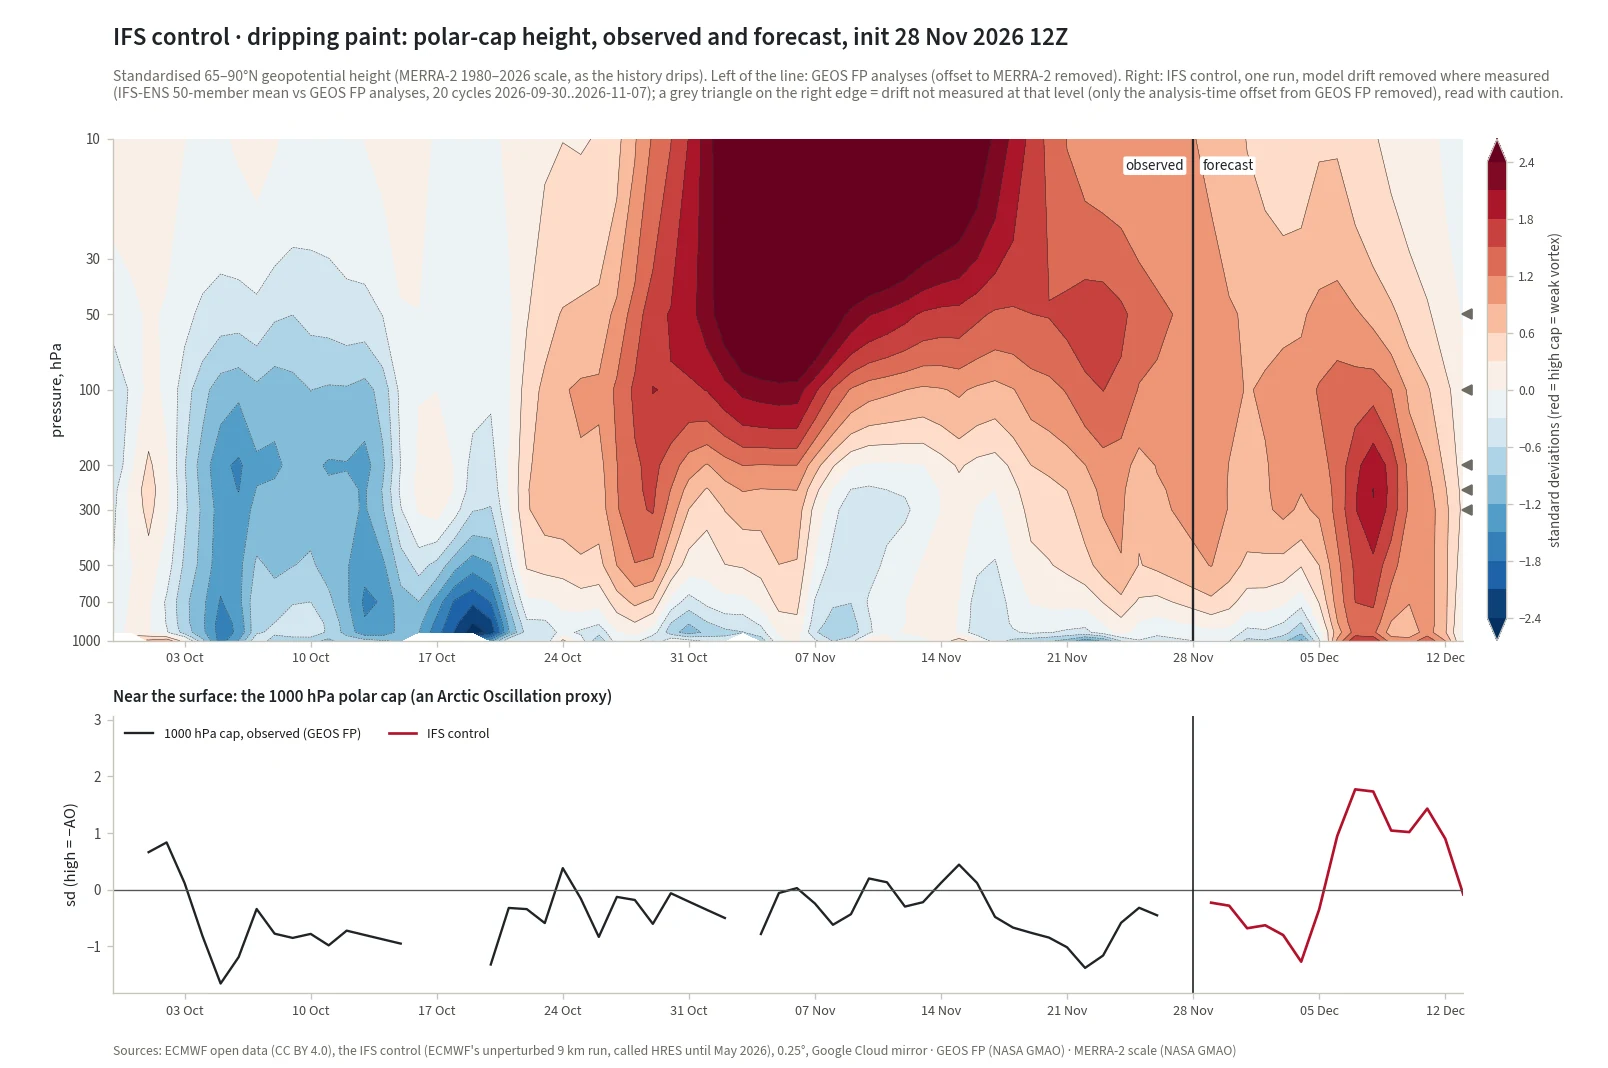 IFS control · dripping paint: polar-cap height, observed and forecast, init 28 Nov 2026 12Z
Standardised 65–90°N geopotential height (MERRA-2 1980–2026 scale, as the history drips). Left of the line: GEOS FP analyses (offset to MERRA-2 removed). Right: IFS control, one run, model drift removed where measured
(IFS-ENS 50-member mean vs GEOS FP analyses, 20 cycles 2026-09-30..2026-11-07); a grey triangle on the right edge = drift not measured at that level (only the analysis-time offset from GEOS FP removed), read with caution.
pressure, hPa
10
30
50
100
200
300
500
700
1000
observed
forecast
03 Oct
10 Oct
17 Oct
24 Oct
31 Oct
07 Nov
14 Nov
21 Nov
28 Nov
05 Dec
12 Dec
2.4
1.8
1.2
0.6
0.0
−0.6
−1.2
−1.8
−2.4
standard deviations (red = high cap = weak vortex)
Near the surface: the 1000 hPa polar cap (an Arctic Oscillation proxy)
sd (high = −AO)
3
2
1
0
−1
1000 hPa cap, observed (GEOS FP)
IFS control
03 Oct
10 Oct
17 Oct
24 Oct
31 Oct
07 Nov
14 Nov
21 Nov
28 Nov
05 Dec
12 Dec
Sources: ECMWF open data (CC BY 4.0), the IFS control (ECMWF's unperturbed 9 km run, called HRES until May 2026), 0.25°, Google Cloud mirror · GEOS FP (NASA GMAO) · MERRA-2 scale (NASA GMAO)